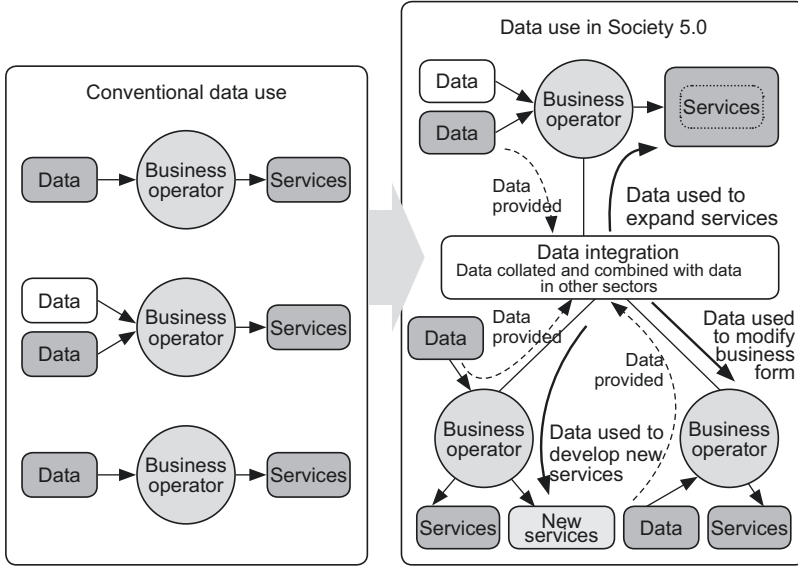 Conventional data use
Data
Business
operator
Services
Data
Data
Business
operator
Services
Data
Business
operator
Services
Data use in Society 5.0
Data
Data
Business
operator
Services
Data
provided
Data used to
expand services
Data integration
Data collated and combined with data
in other sectors
Data
Data
provided
Data
provided
Data used
to modify
business
form
Business
operator
Data used to
develop new
services
Business
operator
Services
New
services
Data
Services